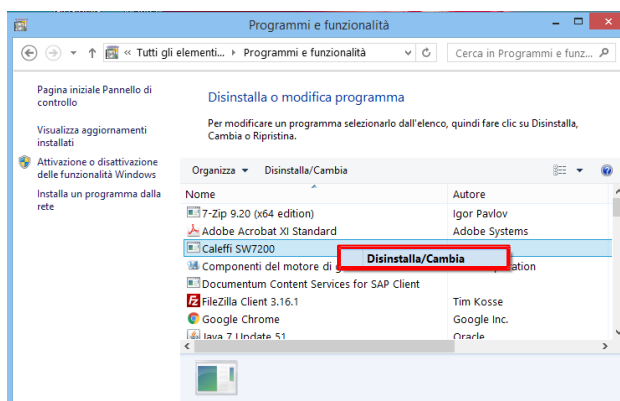 Programmi e funzionalità
« Tutti gli elementi... Programmi e funzionalità
Cerca in Programmi e funz...
Pagina iniziale Pannello di
controllo
Visualizza aggiornamenti
installati
Attivazione o disattivazione
delle funzionalità Windows
Installa un programma dalla
rete
Disinstalla o modifica programma
Per modificare un programma selezionarlo dall'elenco, quindi fare clic su Disinstalla,
Cambia o Ripristina.
Organizza Disinstalla/Cambia
Nome Autore
7-Zip 9.20 (x64 edition) Igor Pavlov
Adobe Acrobat XI Standard Adobe Systems
Caleffi SW7200
Disinstalla/Cambia
Componenti del motore di
Documentum Content Services for SAP Client
FileZilla Client 3.16.1 Tim Kosse
Google Chrome Google Inc.
Java 7 Update 51 Oracle